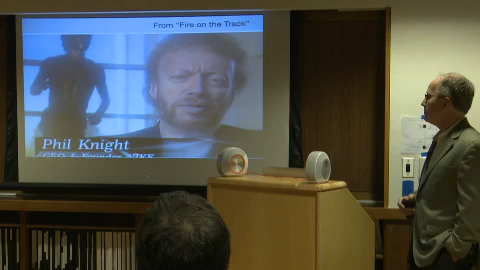 From "Fire on the Track"
Phil Knight
CEO & Founder NIKE